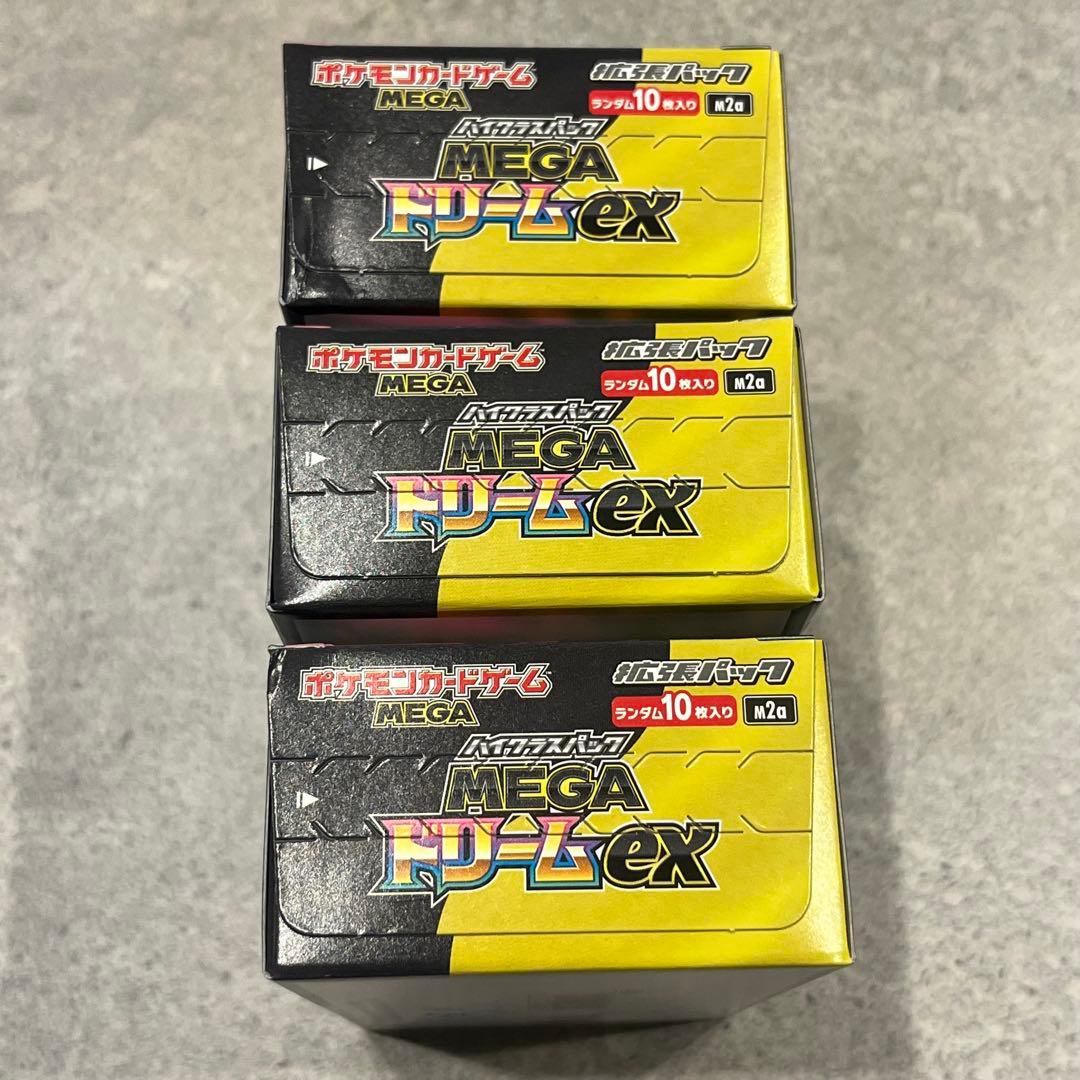 ポケモンカードゲーム
MEGA
拡張パック
ランダム10枚入り M2a
ハイクラスパック
MEGA
ドリームex
ポケモンカードゲーム
MEGA
拡張パック
ランダム10枚入り M2a
ハイクラスパック
MEGA
ドリームex
ポケモンカードゲーム
MEGA
拡張パック
ランダム10枚入り M2a
ハイクラスパック
MEGA
ドリームex